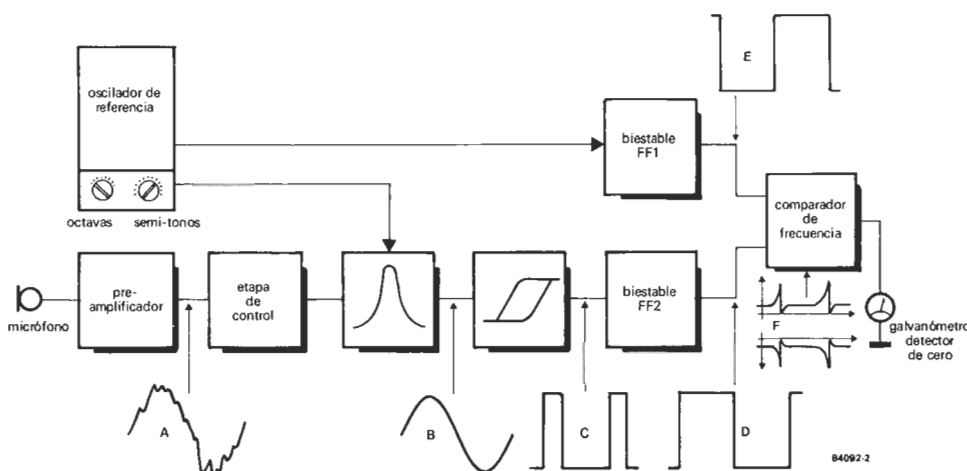 E
oscilador de
referencia
biestable
FF1
octavas semi-tonos
comparador
de
frecuencia
pre-
amplificador
etapa
de
control
biestable
FF2
micrófono
F
galvanómetro
detector
de cero
A
B
C
D
84092-2